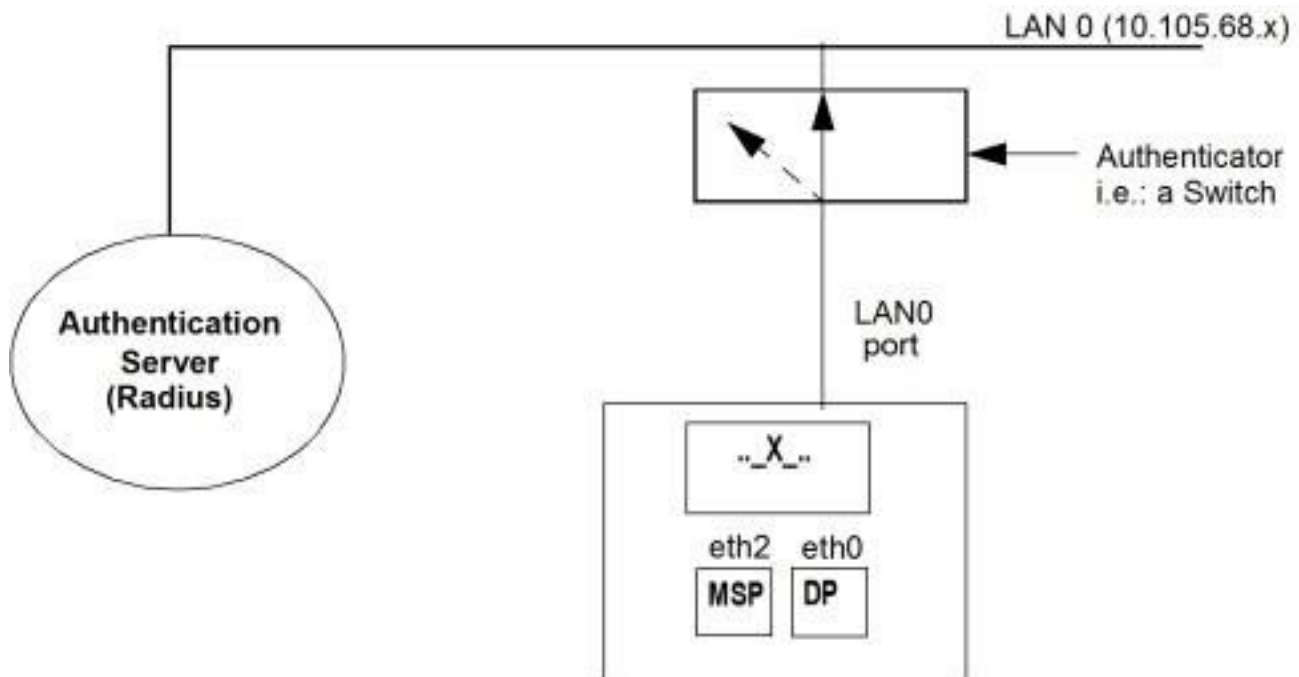 LAN 0 (10.105.68.x)
Authenticator
i.e.: a Switch
LAN0
port
Authentication
Server
(Radius)
.._X_..
eth2 eth0
MSP DP